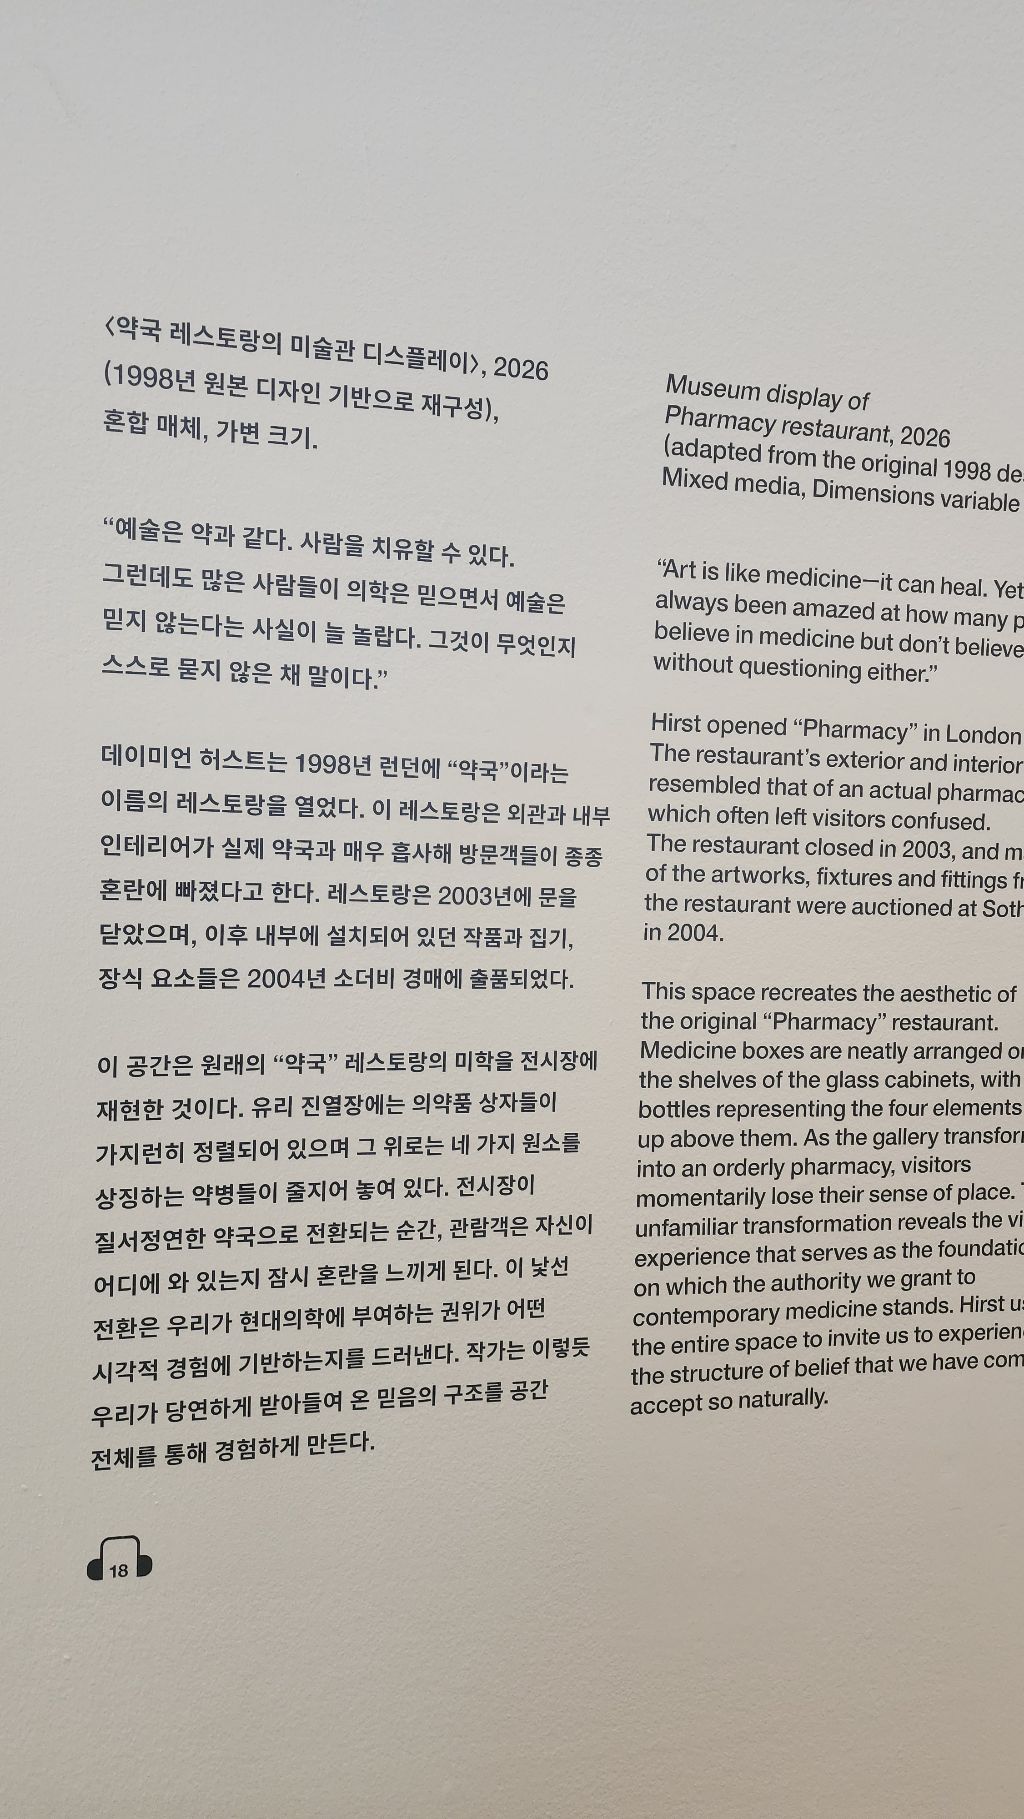 〈약국 레스토랑의 미술관 디스플레이〉, 2026
(1998년 원본 디자인 기반으로 재구성),
혼합 매체, 가변 크기.
“예술은 약과 같다. 사람을 치유할 수 있다.
그런데도 많은 사람들이 의학은 믿으면서 예술은
믿지 않는다는 사실이 늘 놀랍다. 그것이 무엇인지
스스로 묻지 않은 채 말이다.”
데이미언 허스트는 1998년 런던에 “약국”이라는
이름의 레스토랑을 열었다. 이 레스토랑은 외관과 내부
인테리어가 실제 약국과 매우 흡사해 방문객들이 종종
혼란에 빠졌다고 한다. 레스토랑은 2003년에 문을
닫았으며, 이후 내부에 설치되어 있던 작품과 집기,
장식 요소들은 2004년 소더비 경매에 출품되었다.
이 공간은 원래의 “약국” 레스토랑의 미학을 전시장에
재현한 것이다. 유리 진열장에는 의약품 상자들이
가지런히 정렬되어 있으며 그 위로는 네 가지 원소를
상징하는 약병들이 줄지어 놓여 있다. 전시장이
질서정연한 약국으로 전환되는 순간, 관람객은 자신이
어디에 와 있는지 잠시 혼란을 느끼게 된다. 이 낯선
전환은 우리가 현대의학에 부여하는 권위가 어떤
시각적 경험에 기반하는지를 드러낸다. 작가는 이렇듯
우리가 당연하게 받아들여 온 믿음의 구조를 공간
전체를 통해 경험하게 만든다.
18
Museum display of
Pharmacy restaurant, 2026
(adapted from the original 1998
Mixed media, Dimensions variable
“Art is like medicine—it can heal. Yet
always been amazed at how many
believe in medicine but don’t believe
without questioning either.”
Hirst opened “Pharmacy” in London
The restaurant’s exterior and interior
resembled that of an actual
which often left visitors confused.
The restaurant closed in 2003, and
of the artworks, fixtures and fittings
the restaurant were auctioned at
in 2004.
This space recreates the aesthetic of
the original “Pharmacy” restaurant.
Medicine boxes are neatly arranged
the shelves of the glass cabinets, with
bottles representing the four elements
up above them. As the gallery
into an orderly pharmacy, visitors
momentarily lose their sense of place.
unfamiliar transformation reveals the
experience that serves as the
on which the authority we grant to
contemporary medicine stands. Hirst
the entire space to invite us to
the structure of belief that we have
accept so naturally.